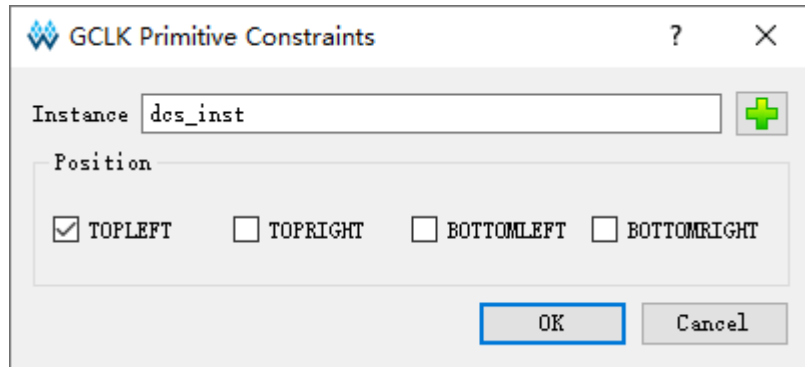 GCLK Primitive Constraints ?
Instance dcs_inst
Position
TOPLEFT TOPRIGHT BOTTOMLEFT BOTTOMRIGHT
OK Cancel